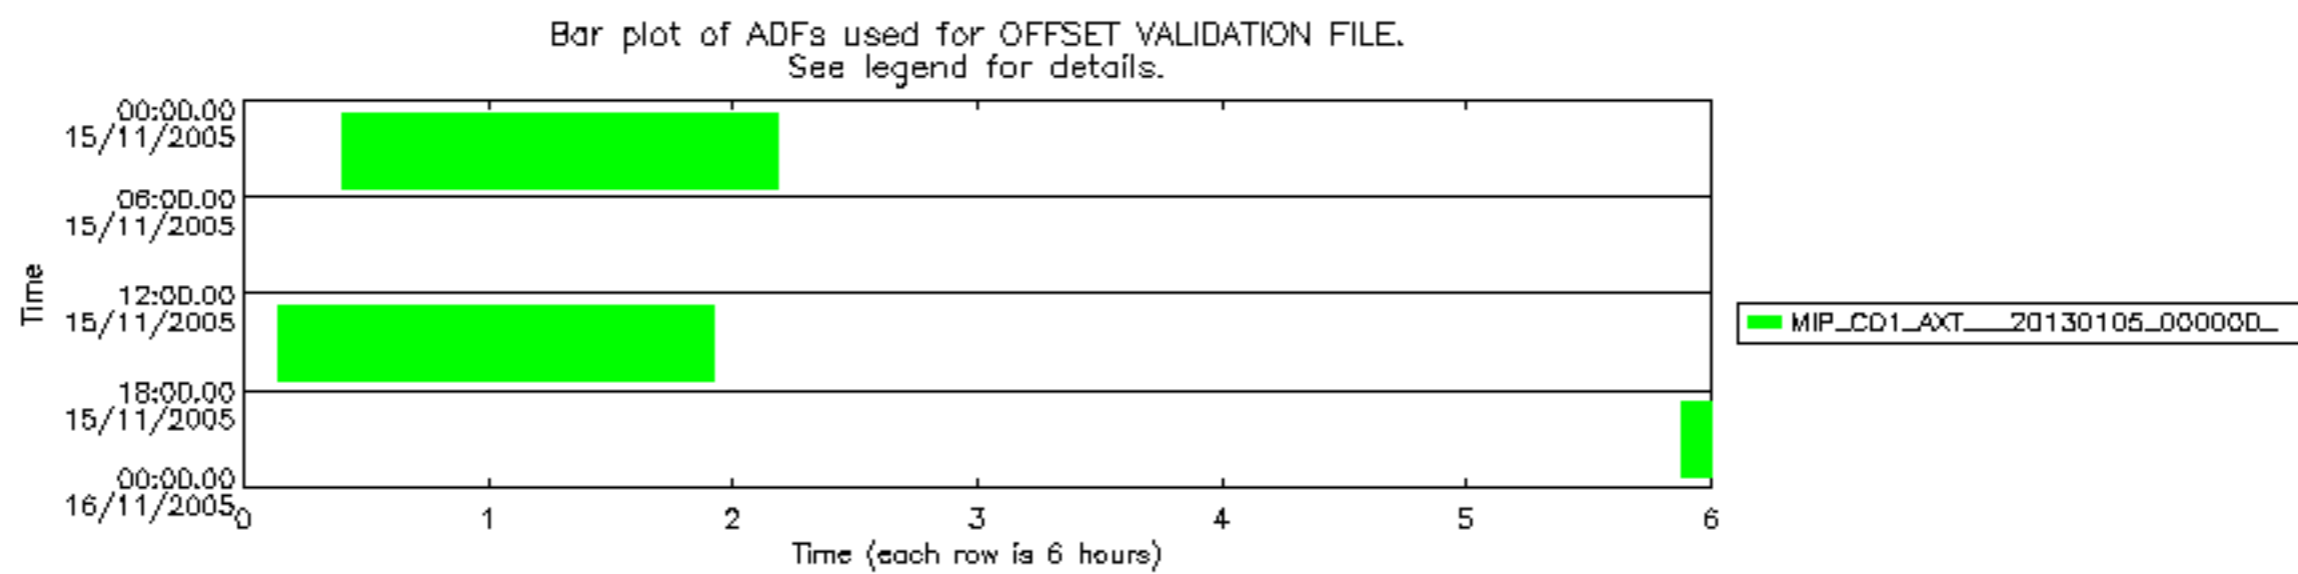 Bar plot of ADFs used for OFFSET VALIDATION FILE.
See legend for details.
00:00.00
15/11/2005
06:00.00
15/11/2005
Time
12:00.00
15/11/2005
MIP_CO1_AXT___20130105_000000_
18:00.00
15/11/2005
00:00.00
16/11/2005
0 1 2 3 4 5 6
Time (each row is 6 hours)